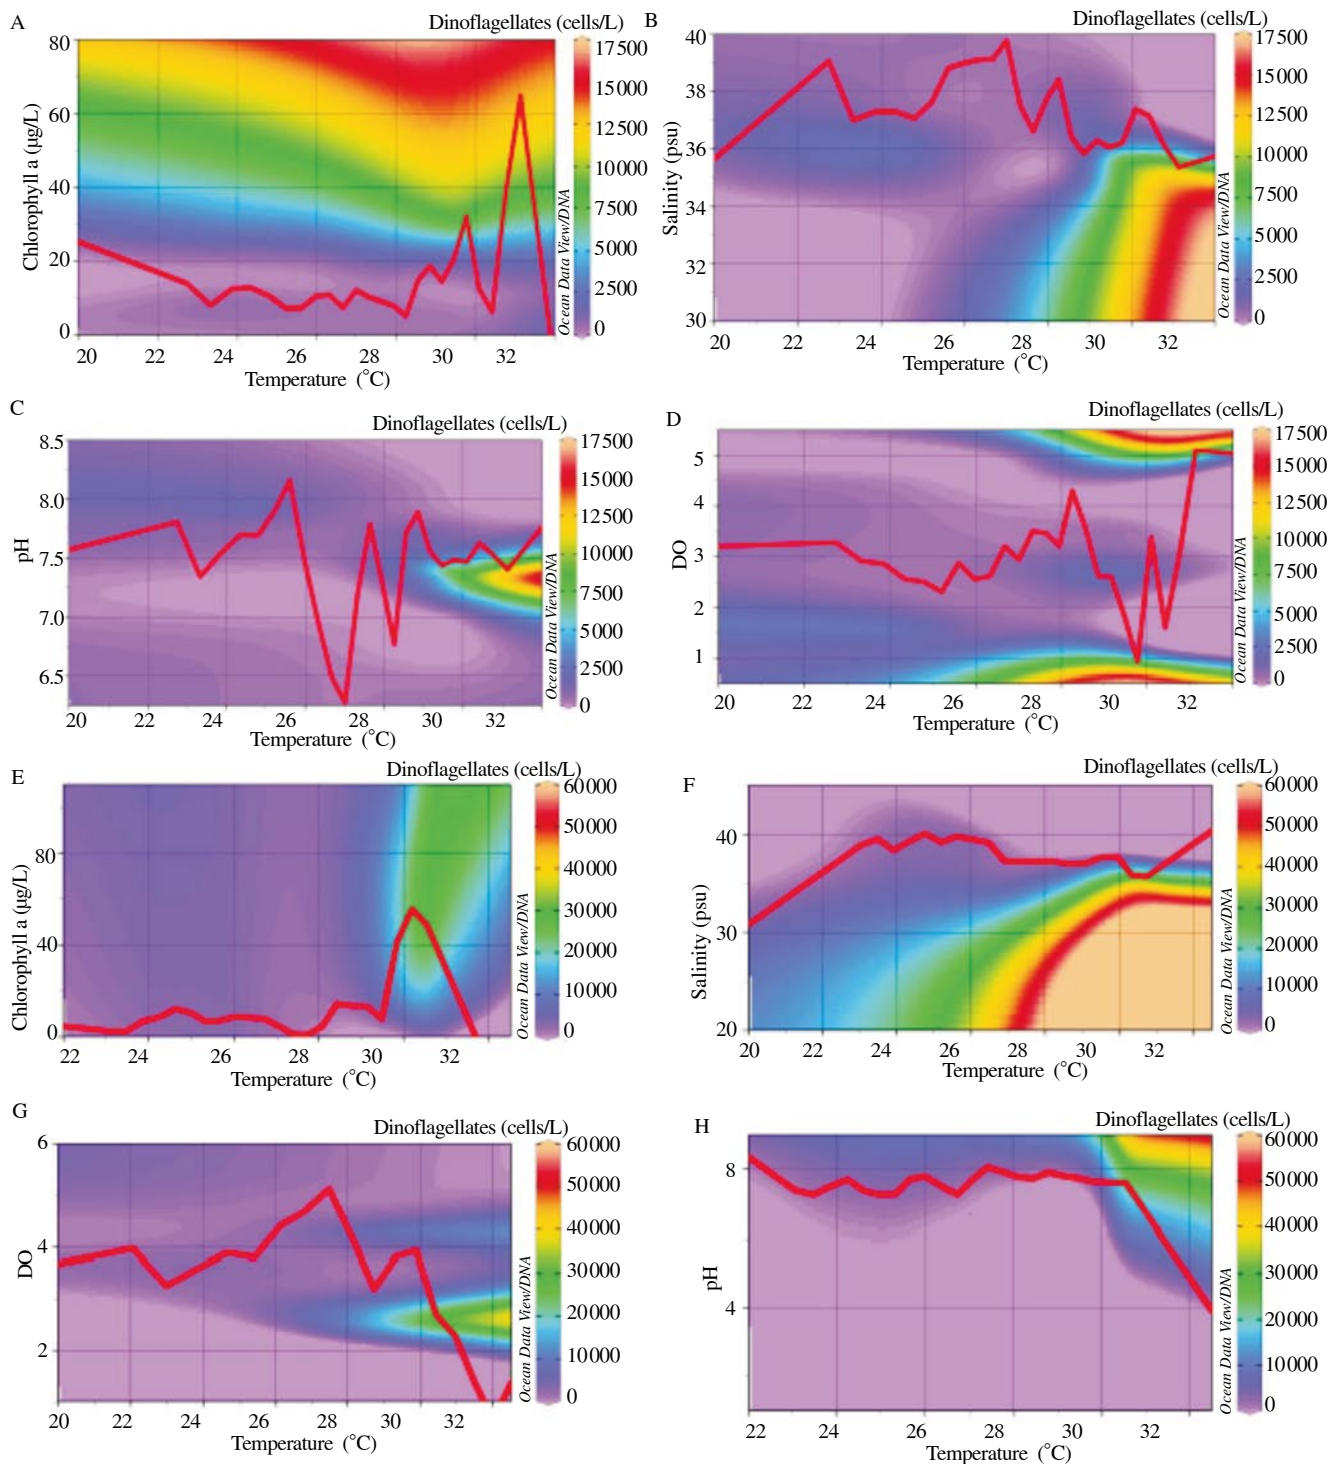 A
Dinoflagellates (cells/L)
Chlorophyll a (µg/L)
80
60
40
20
0
20 22 24 26 28 30 32
Temperature (°C)
Ocean Data View/DNA
17500
15000
12500
10000
7500
5000
2500
0
B
Dinoflagellates (cells/L)
Salinity (psu)
40
38
36
34
32
30
20 22 24 26 28 30 32
Temperature (°C)
Ocean Data View/DNA
17500
15000
12500
10000
7500
5000
2500
0
C
Dinoflagellates (cells/L)
pH
8.5
8.0
7.5
7.0
6.5
20 22 24 26 28 30 32
Temperature (°C)
Ocean Data View/DNA
17500
15000
12500
10000
7500
5000
2500
0
D
Dinoflagellates (cells/L)
DO
5
4
3
2
1
20 22 24 26 28 30 32
Temperature (°C)
Ocean Data View/DNA
17500
15000
12500
10000
7500
5000
2500
0
E
Dinoflagellates (cells/L)
Chlorophyll a (µg/L)
80
40
0
22 24 26 28 30 32
Temperature (°C)
Ocean Data View/DNA
60000
50000
40000
30000
20000
10000
0
F
Dinoflagellates (cells/L)
Salinity (psu)
40
30
20
20 22 24 26 28 30 32
Temperature (°C)
Ocean Data View/DNA
60000
50000
40000
30000
20000
10000
0
G
Dinoflagellates (cells/L)
DO
6
4
2
20 22 24 26 28 30 32
Temperature (°C)
Ocean Data View/DNA
60000
50000
40000
30000
20000
10000
0
H
Dinoflagellates (cells/L)
pH
8
4
22 24 26 28 30 32
Temperature (°C)
Ocean Data View/DNA
60000
50000
40000
30000
20000
10000
0